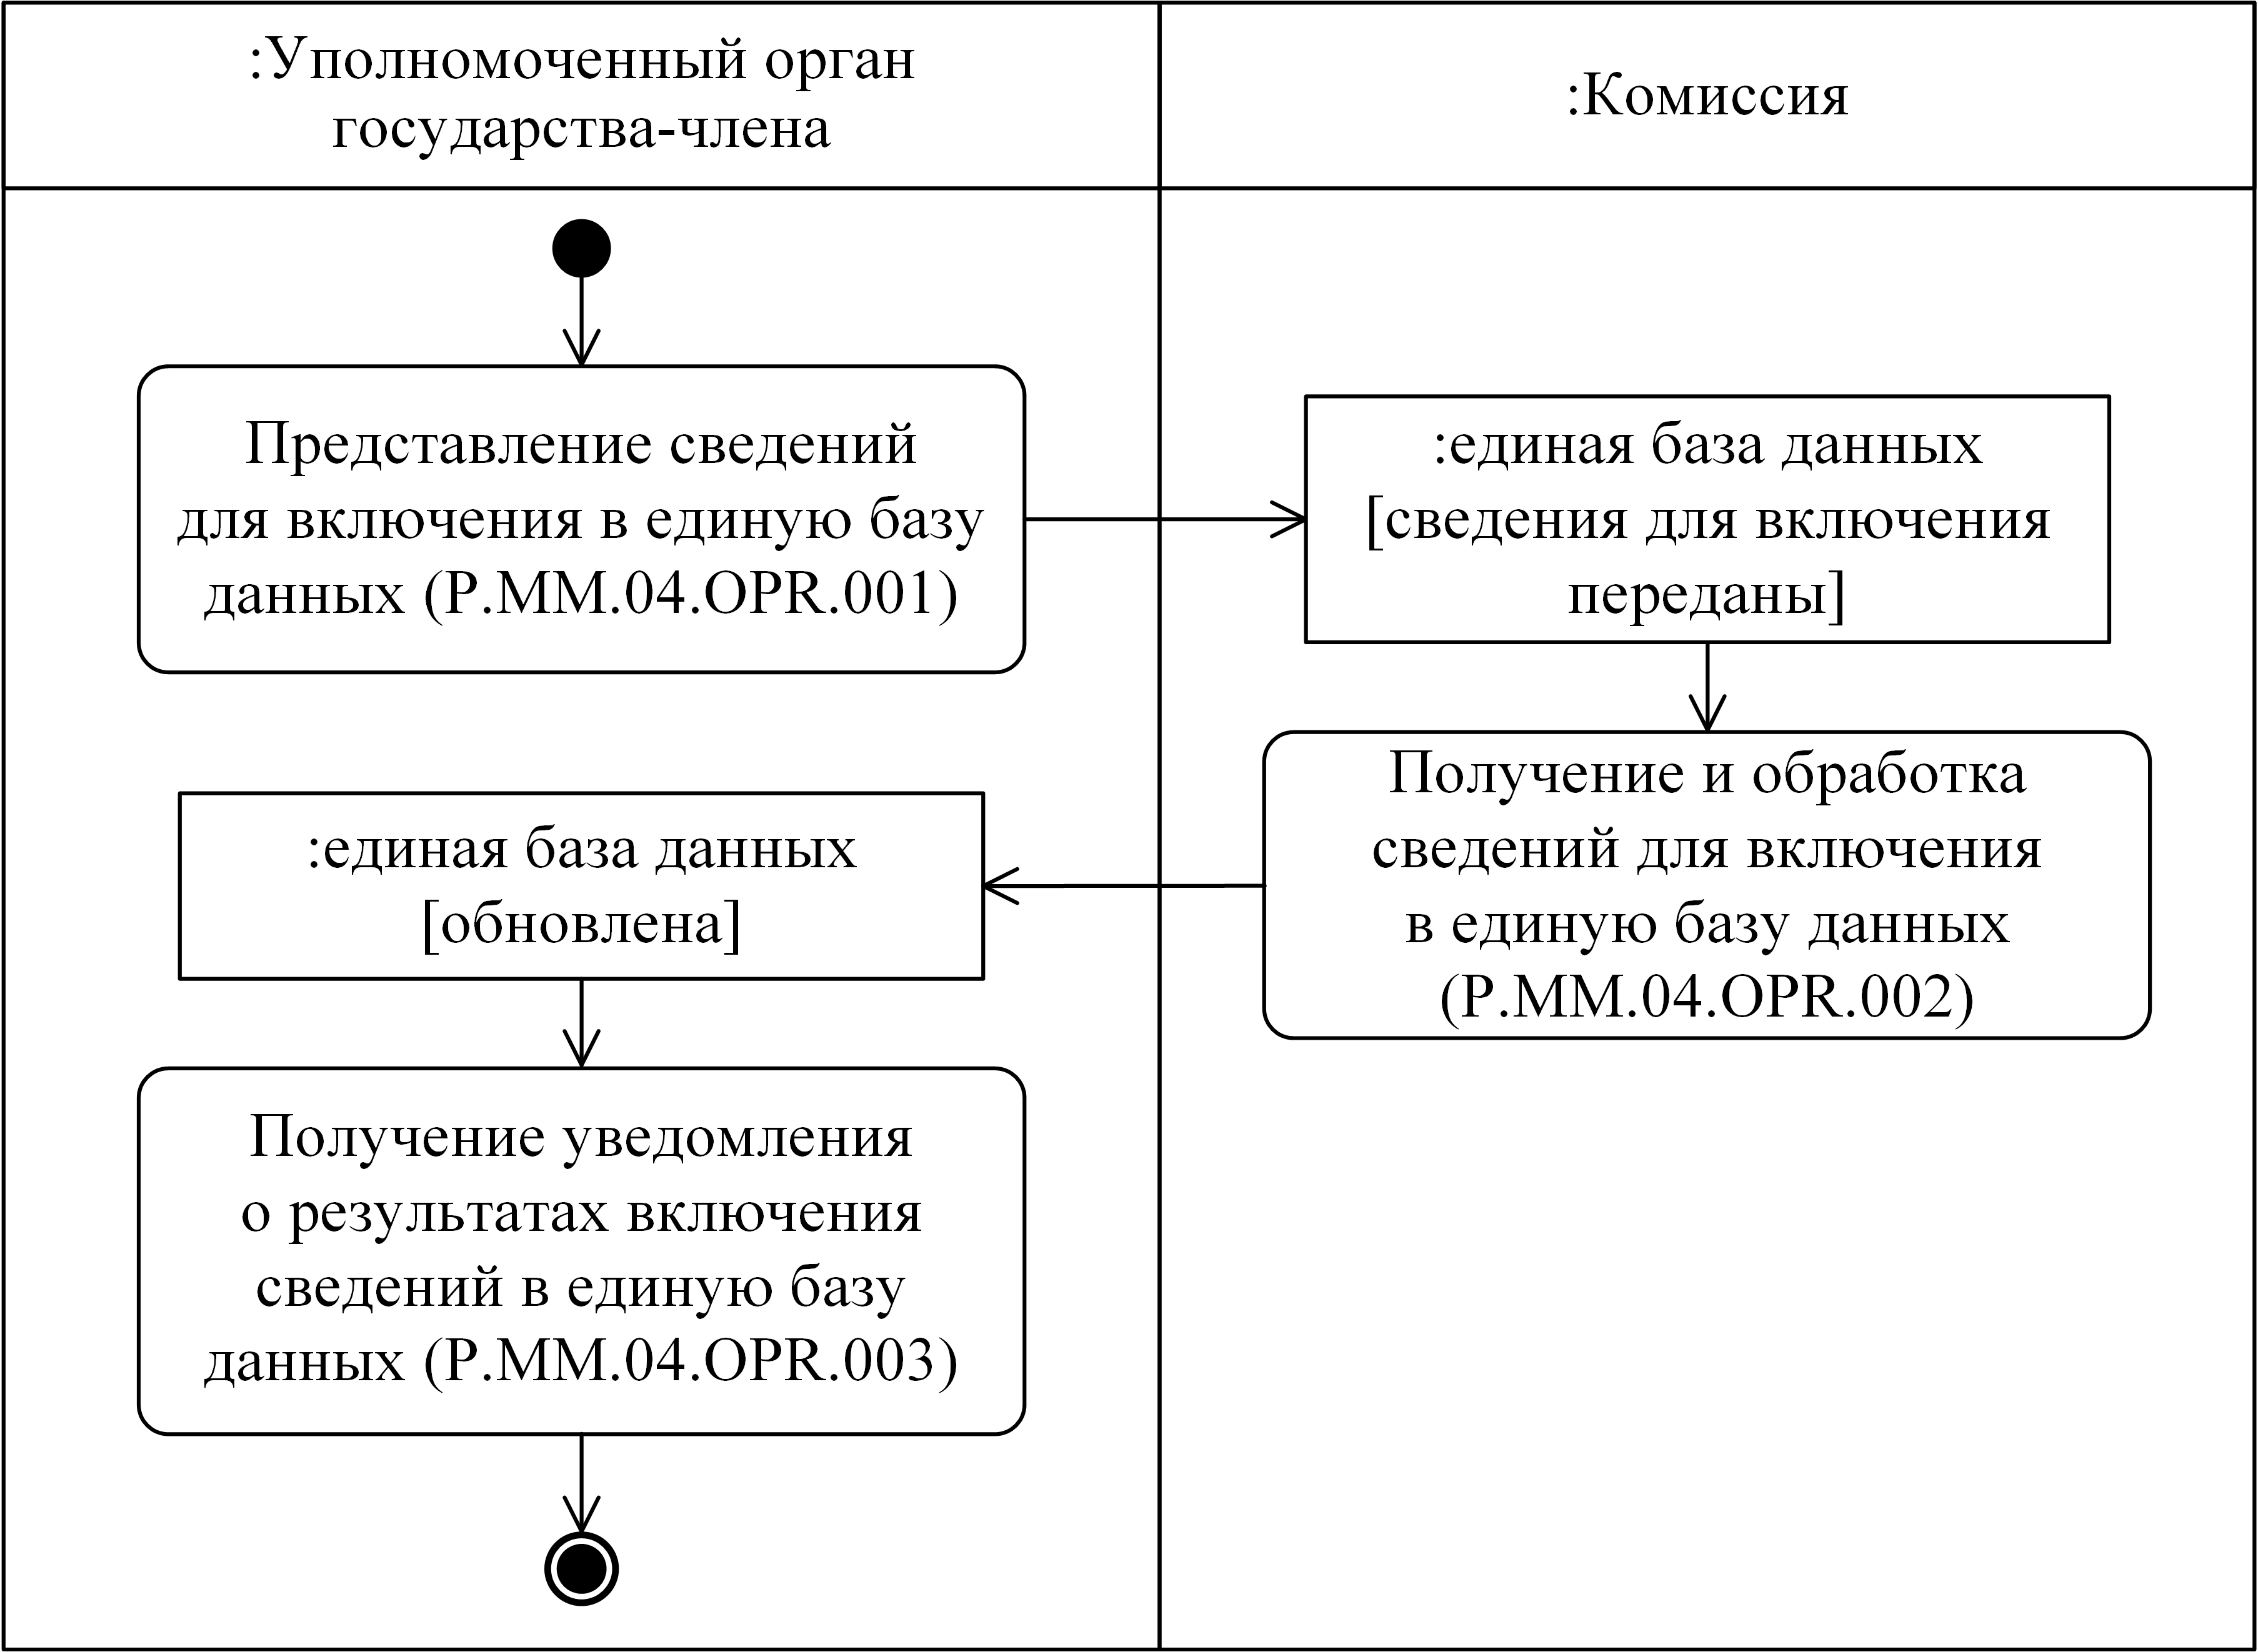 :Уполномоченный орган
государства-члена
:Комиссия
Представление сведений
для включения в единую базу
данных (P.MM.04.OPR.001)
:единая база данных
[сведения для включения
переданы]
Получение и обработка
сведений для включения
в единую базу данных
(P.MM.04.OPR.002)
:единая база данных
[обновлена]
Получение уведомления
о результатах включения
сведений в единую базу
данных (P.MM.04.OPR.003)